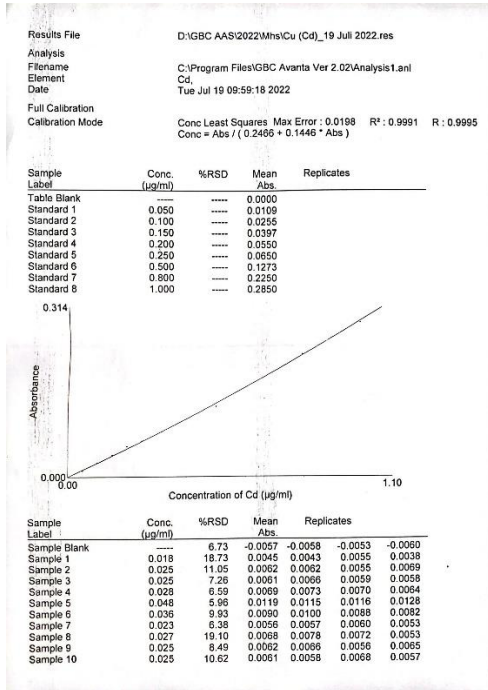 Results File D:\GBC AAS\2022\Mhs\Cu (Cd)_19 Juli 2022.res
Analysis
Filename C:\Program Files\GBC Avanta Ver 2.02\Analysis1.anl
Element Cd,
Date Tue Jul 19 09:59:18 2022
Full Calibration
Calibration Mode Conc Least Squares Max Error : 0.0198 R² : 0.9991 R : 0.9995
Conc = Abs / ( 0.2466 + 0.1446 * Abs )
Sample Conc. %RSD Mean Replicates
Label (µg/ml) Abs.
Table Blank ----- ----- 0.0000
Standard 1 0.050 ----- 0.0109
Standard 2 0.100 ----- 0.0255
Standard 3 0.150 ----- 0.0397
Standard 4 0.200 ----- 0.0550
Standard 5 0.250 ----- 0.0650
Standard 6 0.500 ----- 0.1273
Standard 7 0.800 ----- 0.2250
Standard 8 1.000 ----- 0.2850
0.314
Absorbance
0.000
0.00 1.10
Concentration of Cd (µg/ml)
Sample Conc. %RSD Mean Replicates
Label (µg/ml) Abs.
Sample Blank ----- 6.73 -0.0057 -0.0058 -0.0053 -0.0060
Sample 1 0.018 18.73 0.0045 0.0043 0.0055 0.0038
Sample 2 0.025 11.05 0.0062 0.0062 0.0055 0.0069
Sample 3 0.025 7.26 0.0061 0.0066 0.0059 0.0058
Sample 4 0.028 6.59 0.0069 0.0073 0.0070 0.0064
Sample 5 0.048 5.96 0.0119 0.0115 0.0116 0.0128
Sample 6 0.036 9.93 0.0090 0.0100 0.0088 0.0082
Sample 7 0.023 6.38 0.0056 0.0057 0.0060 0.0053
Sample 8 0.027 19.10 0.0068 0.0078 0.0072 0.0053
Sample 9 0.025 8.49 0.0062 0.0066 0.0056 0.0065
Sample 10 0.025 10.62 0.0061 0.0058 0.0068 0.0057